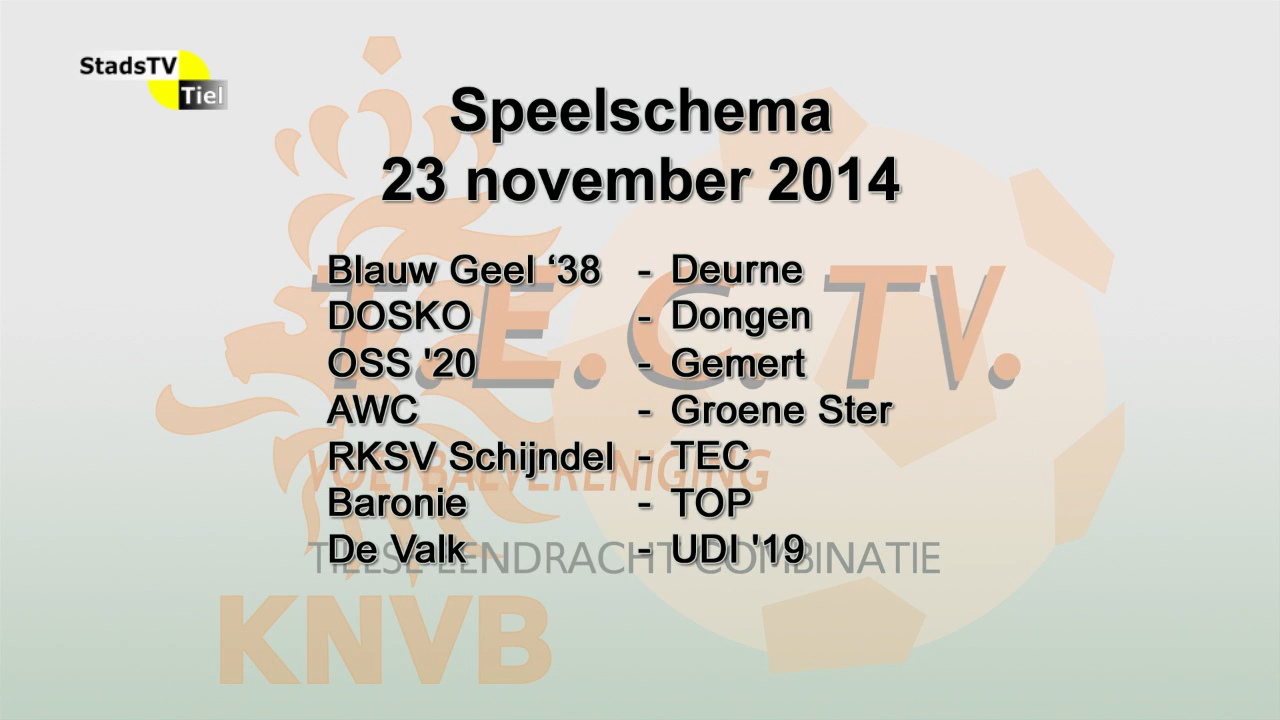 StadsTV
Tiel
Speelschema
23 november 2014
Blauw Geel ‘38 - Deurne
DOSKO - Dongen
OSS '20 - Gemert
AWC - Groene Ster
RKSV Schijndel - TEC
Baronie - TOP
De Valk - UDI '19
T.E.C. TV.
VOETBALVERENIGING
TIELSE EENDRACHT COMBINATIE
KNVB